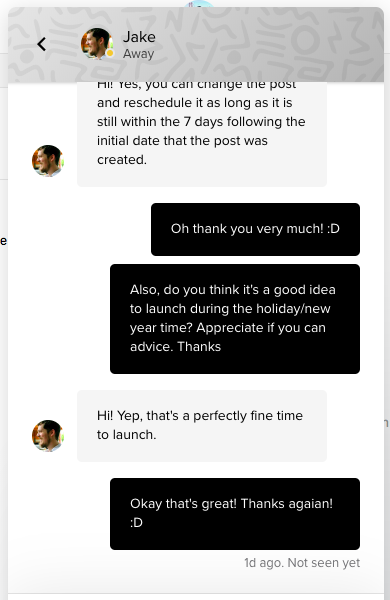 Jake
Away
Hi! Yes, you can change the post
and reschedule it as long as it is
still within the 7 days following the
initial date that the post was
created.
Oh thank you very much! :D
Also, do you think it's a good idea
to launch during the holiday/new
year time? Appreciate if you can
advice. Thanks
Hi! Yep, that's a perfectly fine time
to launch.
Okay that's great! Thanks agaian!
:D
1d ago. Not seen yet